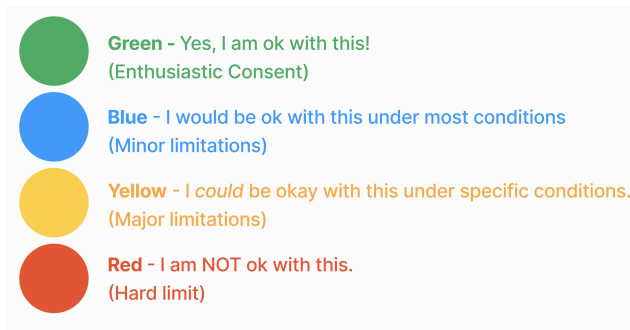 Green - Yes, I am ok with this!
(Enthusiastic Consent)
Blue - I would be ok with this under most conditions
(Minor limitations)
Yellow - I could be okay with this under specific conditions.
(Major limitations)
Red - I am NOT ok with this.
(Hard limit)